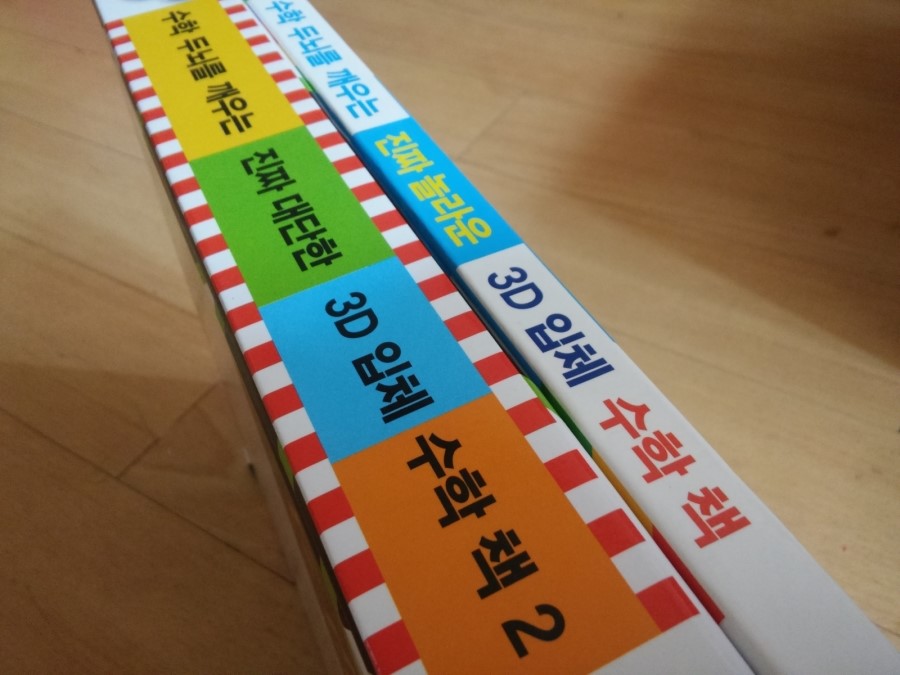 수학 두뇌를 깨우는 진짜 대단한 3D 입체 수학 책 2
수학 두뇌를 깨우는 진짜 놀라운 3D 입체 수학 책